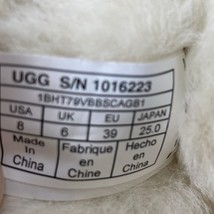 UGG S/N 1016223
1BHT79VBBSCAGB1
USA UK EU JAPAN
8 6 39 25.0
Made in China Fabrique en Chine Hecho en China